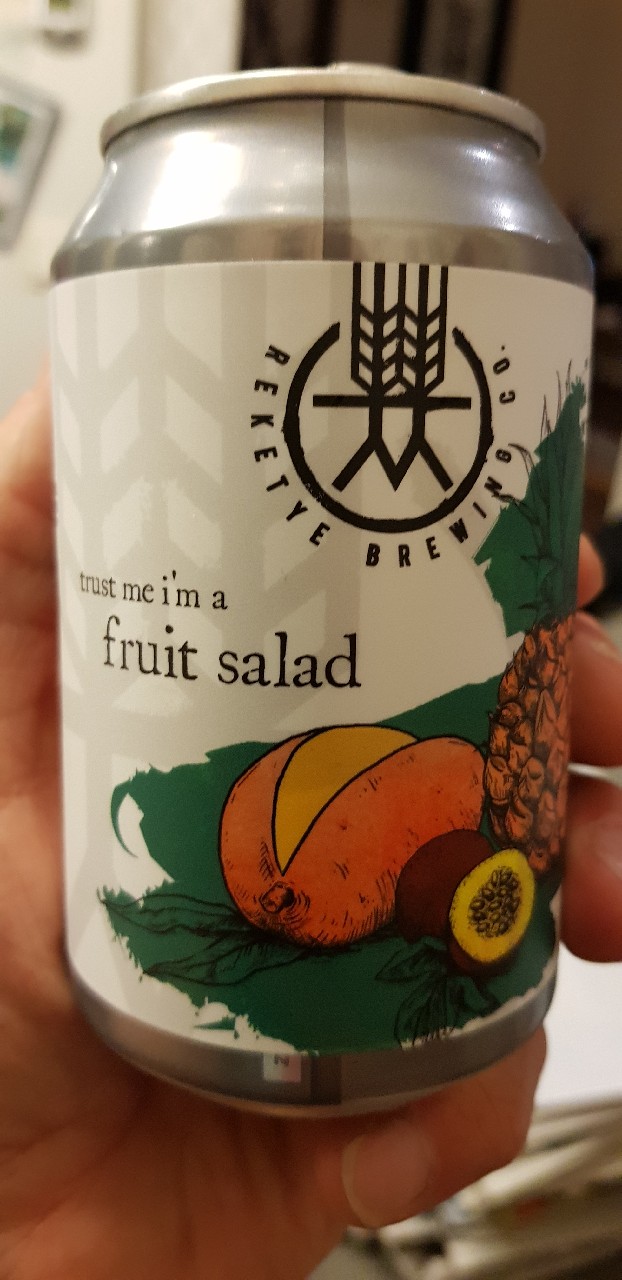 REKETYE BREWING CO.
trust me i'm a
fruit salad